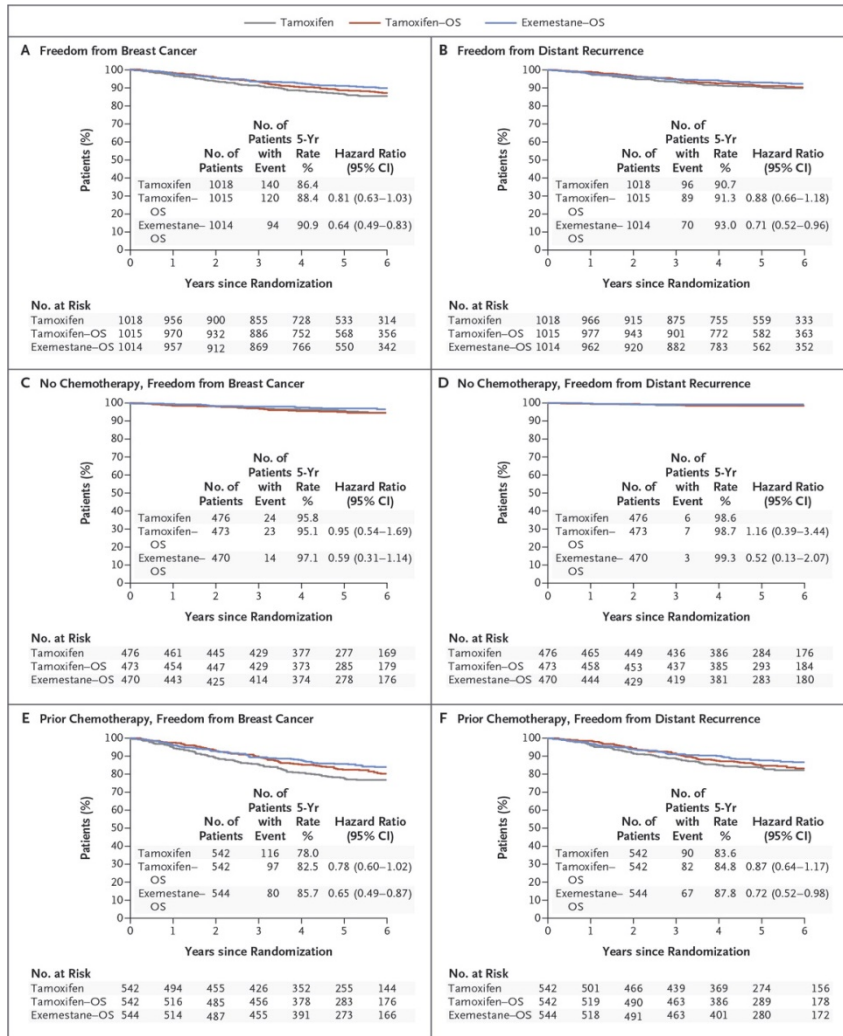 Tamoxifen Tamoxifen–OS Exemestane–OS
A Freedom from Breast Cancer
100
90
80
70
60
50
40
30
20
10
0
Patients (%)
No. of Patients No. of Patients with Event 5-Yr Rate % Hazard Ratio (95% CI)
Tamoxifen 1018 140 86.4
Tamoxifen–OS 1015 120 88.4 0.81 (0.63–1.03)
Exemestane–OS 1014 94 90.9 0.64 (0.49–0.83)
0 1 2 3 4 5 6
Years since Randomization
No. at Risk
Tamoxifen 1018 956 900 855 728 533 314
Tamoxifen–OS 1015 970 932 886 752 568 356
Exemestane–OS 1014 957 912 869 766 550 342
B Freedom from Distant Recurrence
100
90
80
70
60
50
40
30
20
10
0
Patients (%)
No. of Patients No. of Patients with Event 5-Yr Rate % Hazard Ratio (95% CI)
Tamoxifen 1018 96 90.7
Tamoxifen–OS 1015 89 91.3 0.88 (0.66–1.18)
Exemestane–OS 1014 70 93.0 0.71 (0.52–0.96)
0 1 2 3 4 5 6
Years since Randomization
No. at Risk
Tamoxifen 1018 966 915 875 755 559 333
Tamoxifen–OS 1015 977 943 901 772 582 363
Exemestane–OS 1014 962 920 882 783 562 352
C No Chemotherapy, Freedom from Breast Cancer
100
90
80
70
60
50
40
30
20
10
0
Patients (%)
No. of Patients No. of Patients with Event 5-Yr Rate % Hazard Ratio (95% CI)
Tamoxifen 476 24 95.8
Tamoxifen–OS 473 23 95.1 0.95 (0.54–1.69)
Exemestane–OS 470 14 97.1 0.59 (0.31–1.14)
0 1 2 3 4 5 6
Years since Randomization
No. at Risk
Tamoxifen 476 461 445 429 377 277 169
Tamoxifen–OS 473 454 447 429 373 285 179
Exemestane–OS 470 443 425 414 374 278 176
D No Chemotherapy, Freedom from Distant Recurrence
100
90
80
70
60
50
40
30
20
10
0
Patients (%)
No. of Patients No. of Patients with Event 5-Yr Rate % Hazard Ratio (95% CI)
Tamoxifen 476 6 98.6
Tamoxifen–OS 473 7 98.7 1.16 (0.39–3.44)
Exemestane–OS 470 3 99.3 0.52 (0.13–2.07)
0 1 2 3 4 5 6
Years since Randomization
No. at Risk
Tamoxifen 476 465 449 436 386 284 176
Tamoxifen–OS 473 458 453 437 385 293 184
Exemestane–OS 470 444 429 419 381 283 180
E Prior Chemotherapy, Freedom from Breast Cancer
100
90
80
70
60
50
40
30
20
10
0
Patients (%)
No. of Patients No. of Patients with Event 5-Yr Rate % Hazard Ratio (95% CI)
Tamoxifen 542 116 78.0
Tamoxifen–OS 542 97 82.5 0.78 (0.60–1.02)
Exemestane–OS 544 80 85.7 0.65 (0.49–0.87)
0 1 2 3 4 5 6
Years since Randomization
No. at Risk
Tamoxifen 542 494 455 426 352 255 144
Tamoxifen–OS 542 516 485 456 378 283 176
Exemestane–OS 544 514 487 455 391 273 166
F Prior Chemotherapy, Freedom from Distant Recurrence
100
90
80
70
60
50
40
30
20
10
0
Patients (%)
No. of Patients No. of Patients with Event 5-Yr Rate % Hazard Ratio (95% CI)
Tamoxifen 542 90 83.6
Tamoxifen–OS 542 82 84.8 0.87 (0.64–1.17)
Exemestane–OS 544 67 87.8 0.72 (0.52–0.98)
0 1 2 3 4 5 6
Years since Randomization
No. at Risk
Tamoxifen 542 501 466 439 369 274 156
Tamoxifen–OS 542 519 490 463 386 289 178
Exemestane–OS 544 518 491 463 401 280 172